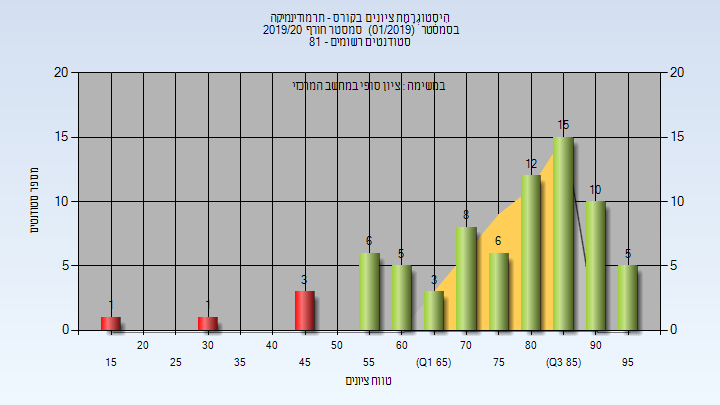 היסטוגרמת ציונים בקורס - תרמודינמיקה
בסמסטר (01/2019) סמסטר חורף 2019/20
סטודנטים רשומים - 81
במשימה : ציון סופי במחשב המרכזי
מספר סטודנטים
20 20
15 15
10 10
5 5
0 0
1 1 3 6 5 3 8 6 12 15 10 5
20 30 40 50 60 70 80 90
15 25 35 45 55 (Q1 65) 75 (Q3 85) 95
טווח ציונים